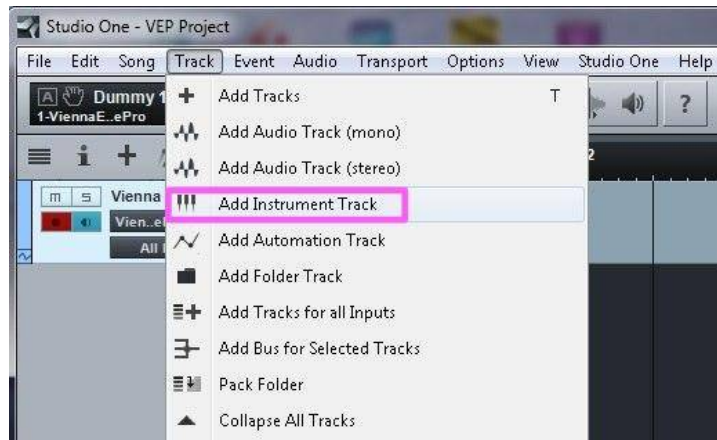 Studio One - VEP Project
File Edit Song Track Event Audio Transport Options View Studio One Help
A Dummy 1
1-ViennaE..ePro
?
i
2
Add Tracks T
Add Audio Track (mono)
Add Audio Track (stereo)
m s Vienna
Add Instrument Track
Vien..el
All
Add Automation Track
Add Folder Track
Add Tracks for all Inputs
Add Bus for Selected Tracks
Pack Folder
Collapse All Tracks